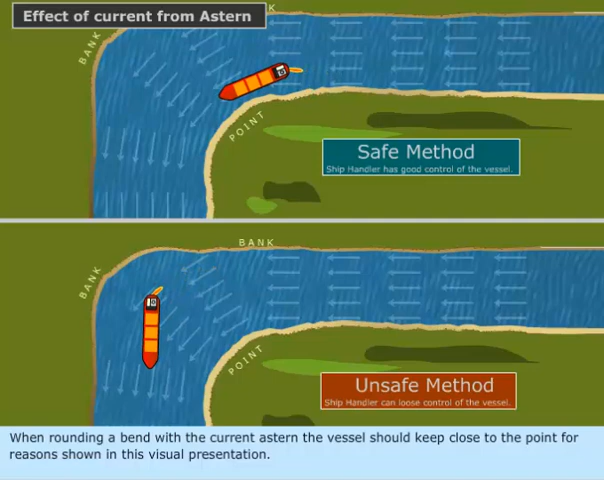 Effect of current from Astern
K
BANK
POINT
Safe Method
Ship Handler has good control of the vessel.
BANK
BANK
POINT
Unsafe Method
Ship Handler can loose control of the vessel.
When rounding a bend with the current astern the vessel should keep close to the point for
reasons shown in this visual presentation.